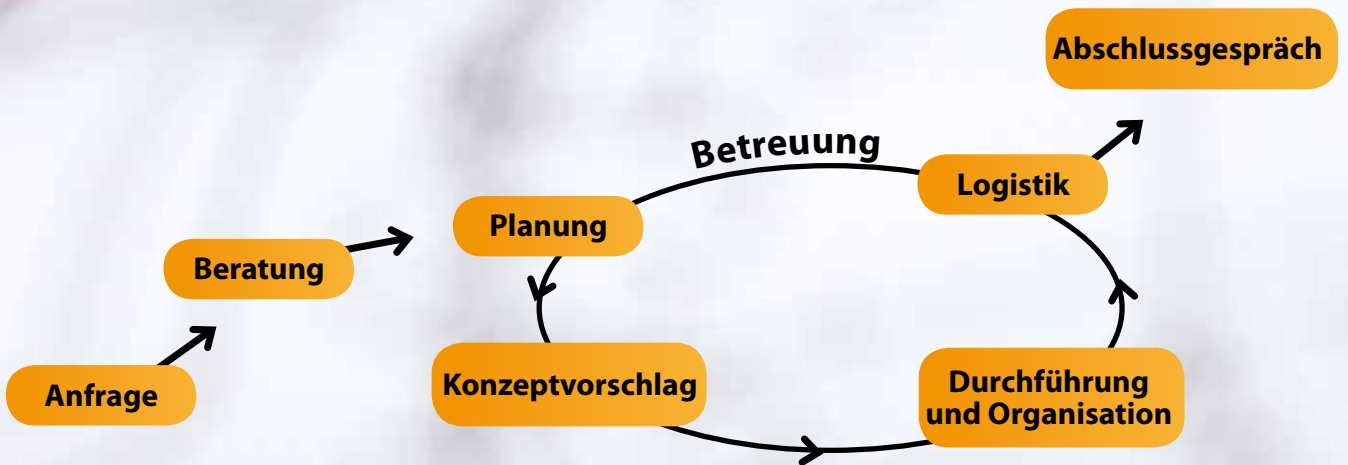 Abschlussgespräch
Betreuung
Logistik
Planung
Beratung
Anfrage
Konzeptvorschlag
Durchführung
und Organisation